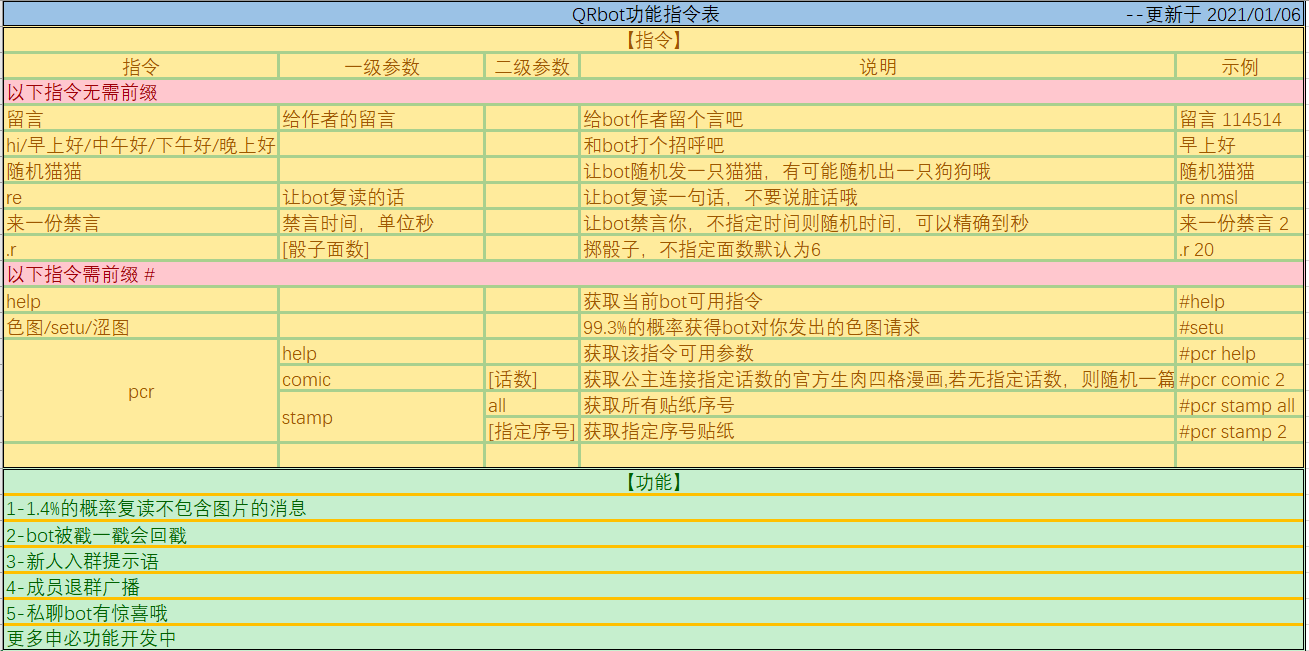 QRbot功能指令表 --更新于 2021/01/06
【指令】
指令 一级参数 二级参数 说明 示例
以下指令无需前缀
留言 给作者的留言 给bot作者留个言吧 留言 114514
hi/早上好/中午好/下午好/晚上好 和bot打个招呼吧 早上好
随机猫猫 让bot随机发一只猫猫，有可能随机出一只狗狗哦 随机猫猫
re 让bot复读的话 让bot复读一句话，不要说脏话哦 re nmsl
来一份禁言 禁言时间，单位秒 让bot禁言你，不指定时间则随机时间，可以精确到秒 来一份禁言 2
.r [骰子面数] 掷骰子，不指定面数默认为6 .r 20
以下指令需前缀 #
help 获取当前bot可用指令 #help
色图/setu/涩图 99.3%的概率获得bot对你发出的色图请求 #setu
pcr help 获取该指令可用参数 #pcr help
comic [话数] 获取公主连接指定话数的官方生肉四格漫画,若无指定话数，则随机一篇 #pcr comic 2
stamp all 获取所有贴纸序号 #pcr stamp all
[指定序号] 获取指定序号贴纸 #pcr stamp 2
【功能】
1-1.4%的概率复读不包含图片的消息
2-bot被戳一戳会回戳
3-新人入群提示语
4-成员退群广播
5-私聊bot有惊喜哦
更多申必功能开发中